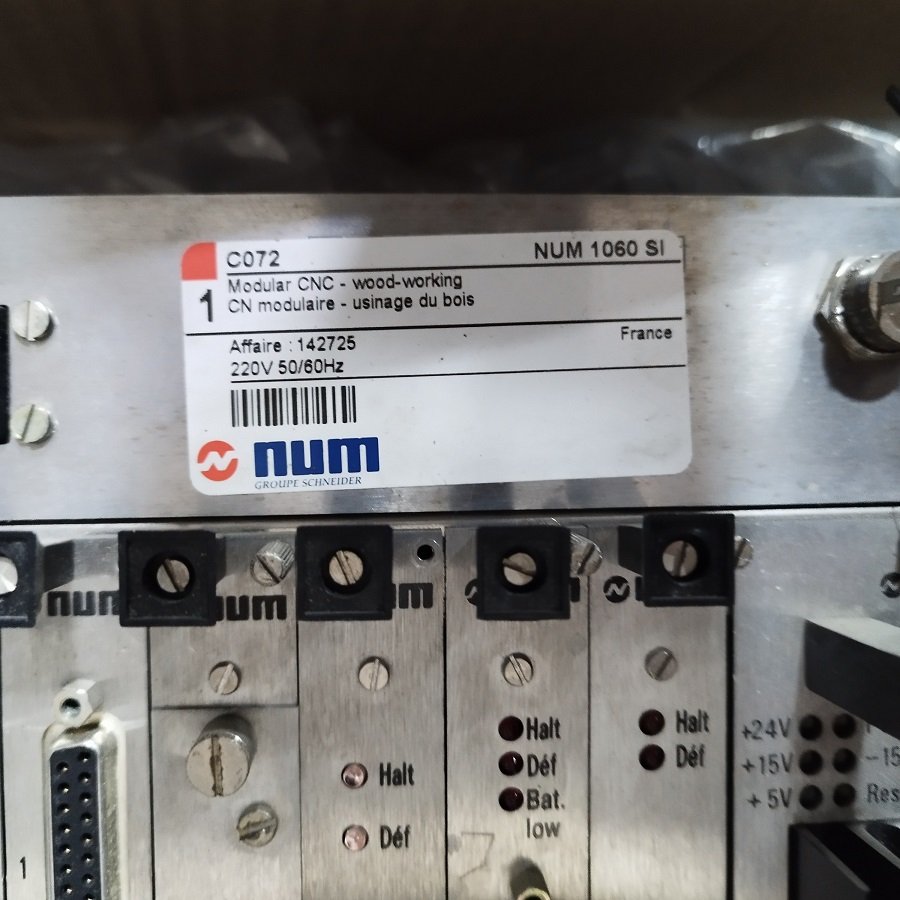 C072 NUM 1060 SI
Modular CNC - wood-working
1 CN modulaire - usinage du bois
Affaire : 142725 France
220V 50/60Hz
num
GROUPE SCHNEIDER
num
Halt Halt
Déf +24V
Halt Déf +15V
Bat. + 5V
low
Déf
1